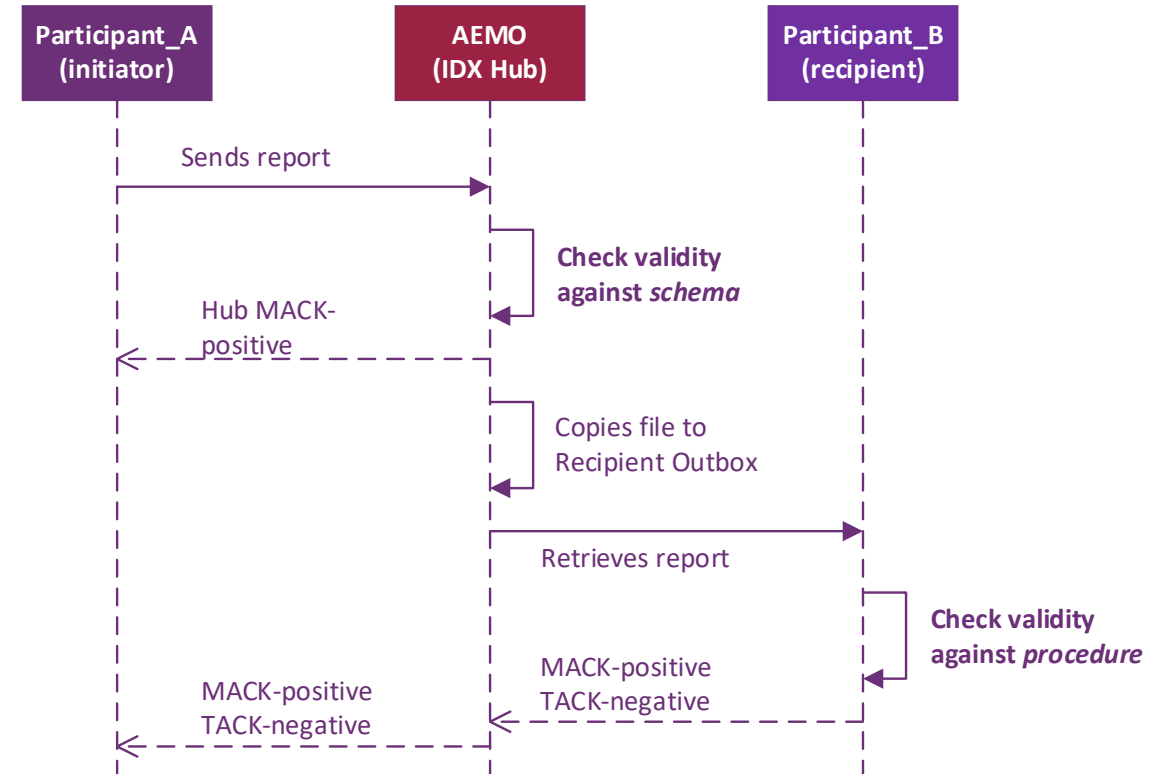 Participant_A
(initiator)
AEMO
(IDX Hub)
Participant_B
(recipient)
Sends report
Check validity
against schema
Hub MACK-
positive
Copies file to
Recipient Outbox
Retrieves report
Check validity
against procedure
MACK-positive
TACK-negative
MACK-positive
TACK-negative